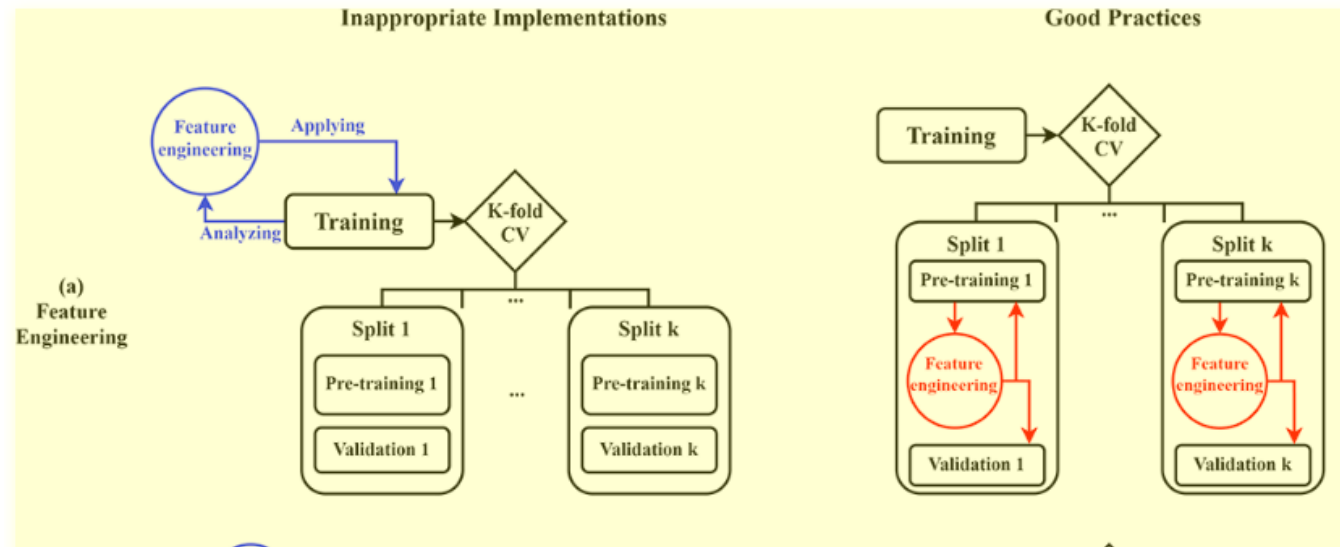 Inappropriate Implementations
Good Practices
(a)
Feature
Engineering
Feature
engineering
Applying
Analyzing
Training
K-fold
CV
...
Split 1
Pre-training 1
Validation 1
...
Split k
Pre-training k
Validation k
Training
K-fold
CV
...
Split 1
Pre-training 1
Feature
engineering
Validation 1
Split k
Pre-training k
Feature
engineering
Validation k